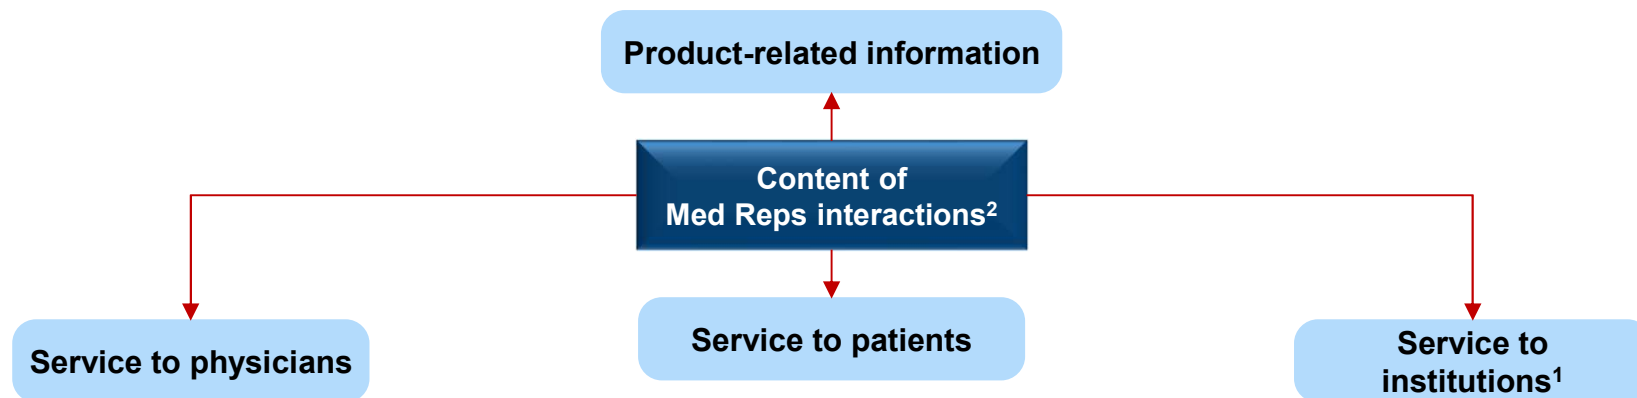 Product-related information
Content of
Med Reps interactions²
Service to physicians
Service to patients
Service to
institutions¹